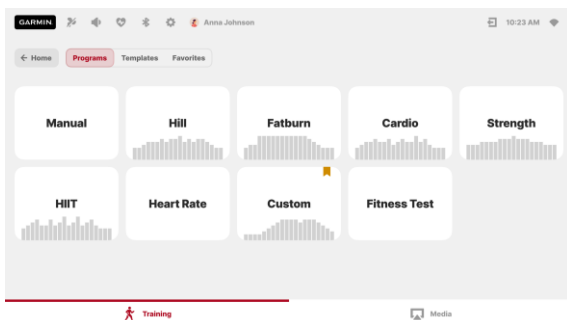 GARMIN Anna Johnson 10:23 AM
Home Programs Templates Favorites
Manual Hill Fatburn Cardio Strength
HIIT Heart Rate Custom Fitness Test
Training Media